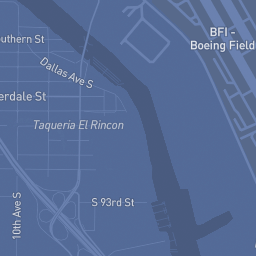 outhern St
BFI -
Boeing Field
Dallas Ave S
erdale St
Taqueria El Rincon
S 93rd St
10th Ave S